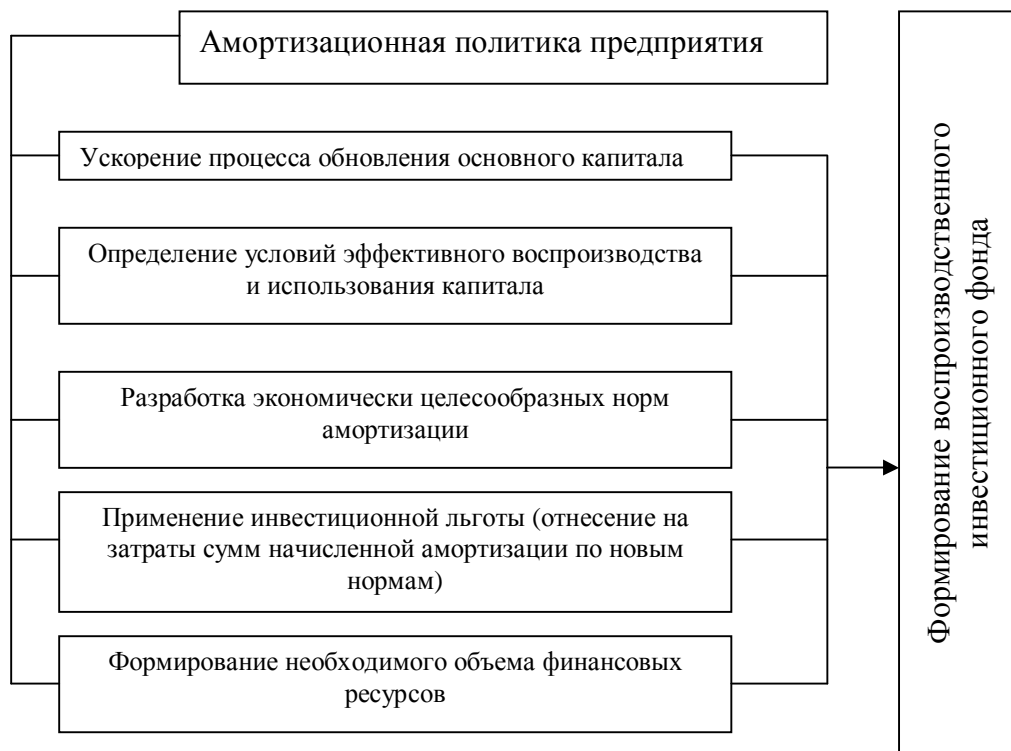 Амортизационная политика предприятия
Ускорение процесса обновления основного капитала
Определение условий эффективного воспроизводства
и использования капитала
Разработка экономически целесообразных норм
амортизации
Применение инвестиционной льготы (отнесение на
затраты сумм начисленной амортизации по новым
нормам)
Формирование необходимого объема финансовых
ресурсов
Формирование воспроизводственного
инвестиционного фонда